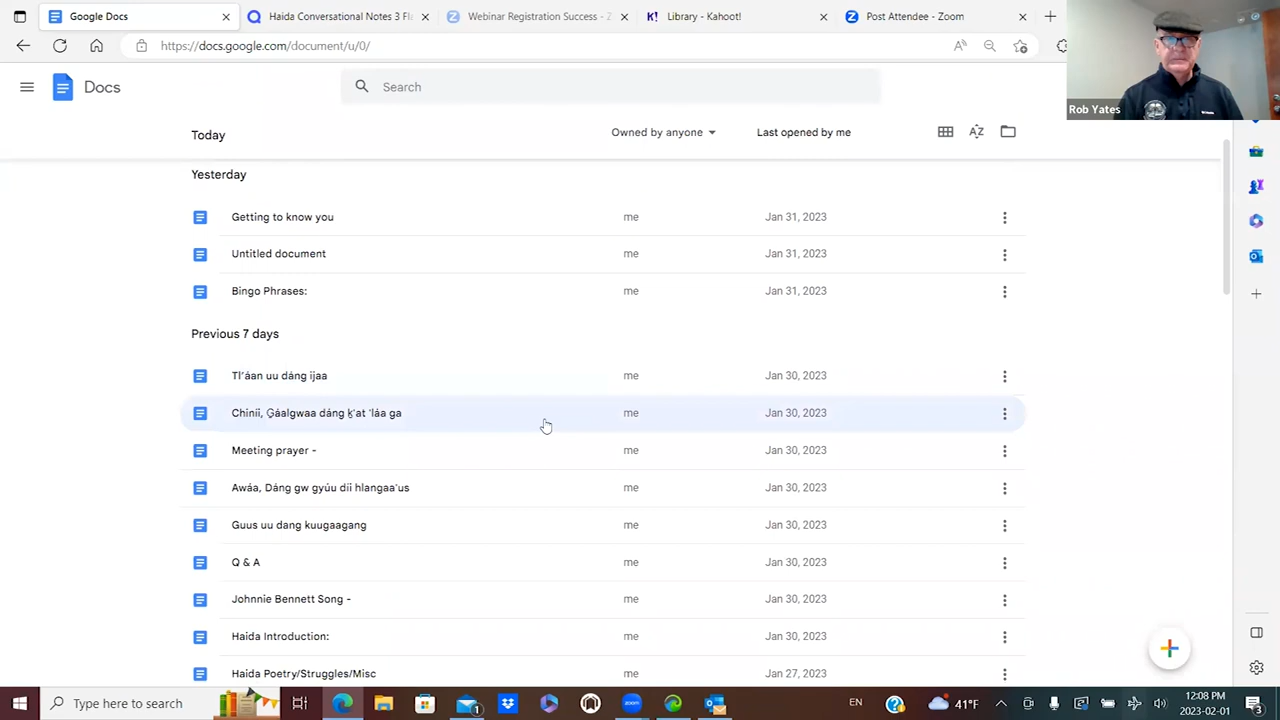 Google Docs
Haida Conversational Notes 3 Fl
Webinar Registration Success - Z
K! Library - Kahoot!
Post Attendee - Zoom
https://docs.google.com/document/u/0/
Rob Yates
Docs
Search
Today
Owned by anyone
Last opened by me
Yesterday
Getting to know you me Jan 31, 2023
Untitled document me Jan 31, 2023
Bingo Phrases: me Jan 31, 2023
Previous 7 days
Tl'áan uu dáng ijaa me Jan 30, 2023
Chiníi, G̱áalgwaa dáng ḵ'at 'láa ga me Jan 30, 2023
Meeting prayer - me Jan 30, 2023
Awáa, Dáng gw gyúu díi hlangaa'us me Jan 30, 2023
Guus uu dang kuugaagang me Jan 30, 2023
Q & A me Jan 30, 2023
Johnnie Bennett Song - me Jan 30, 2023
Haida Introduction: me Jan 30, 2023
Haida Poetry/Struggles/Misc me Jan 27, 2023
Type here to search
EN
41°F
12:08 PM
2023-02-01